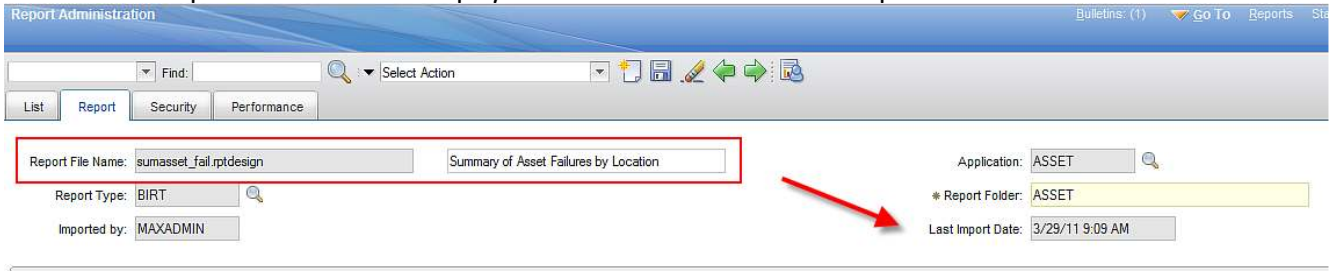 Report Administration Bulletins: (1) Go To Reports
Find: Select Action
List Report Security Performance
Report File Name: sumasset_fail.rptdesign Summary of Asset Failures by Location Application: ASSET
Report Type: BIRT * Report Folder: ASSET
Imported by: MAXADMIN Last Import Date: 3/29/11 9:09 AM